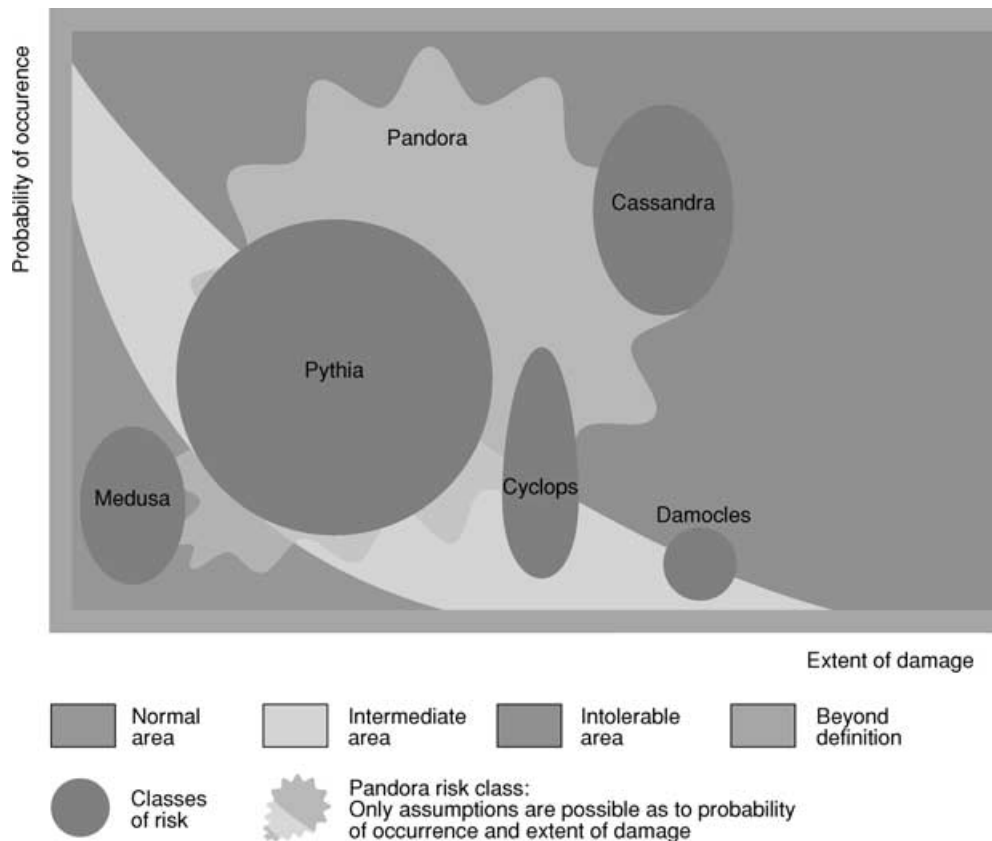 Probability of occurence
Pandora
Cassandra
Pythia
Cyclops
Medusa
Damocles
Extent of damage
Normal
area
Intermediate
area
Intolerable
area
Beyond
definition
Classes
of risk
Pandora risk class:
Only assumptions are possible as to probability
of occurrence and extent of damage